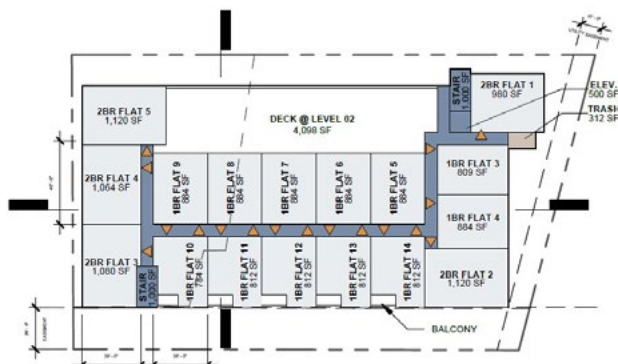 UTILITY EASEMENT
2BR FLAT 1
980 SF
STAIR
1,000 SF
ELEV.
500 SF
TRASH
312 SF
2BR FLAT 5
1,120 SF
DECK @ LEVEL 02
4,098 SF
2BR FLAT 4
1,064 SF
1BR FLAT 9
884 SF
1BR FLAT 8
884 SF
1BR FLAT 7
884 SF
1BR FLAT 6
884 SF
1BR FLAT 5
884 SF
1BR FLAT 3
809 SF
1BR FLAT 4
884 SF
2BR FLAT 3
1,080 SF
STAIR
1,000 SF
1BR FLAT 10
784 SF
1BR FLAT 11
812 SF
1BR FLAT 12
812 SF
1BR FLAT 13
812 SF
1BR FLAT 14
812 SF
2BR FLAT 2
1,120 SF
EASEMENT
BALCONY